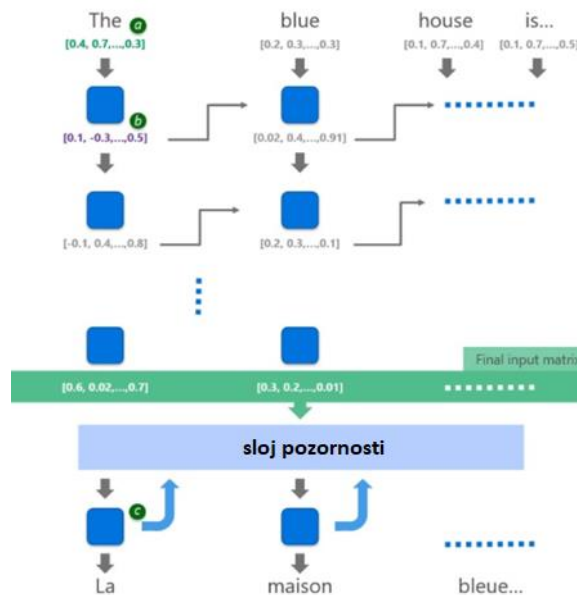 The a blue house is...
[0.4, 0.7,...,0.3] [0.2, 0.3,...,0.3] [0.1, 0.7,...,0.4] [0.1, 0.7,...,0.5]
b
[0.1, -0.3,...,0.5] [0.02, 0.4,...,0.91]
[-0.1, 0.4,...,0.8] [0.2, 0.3,...,0.1]
Final input matrix
[0.6, 0.02,...,0.7] [0.3, 0.2,...,0.01]
sloj pozornosti
c
La maison bleue...